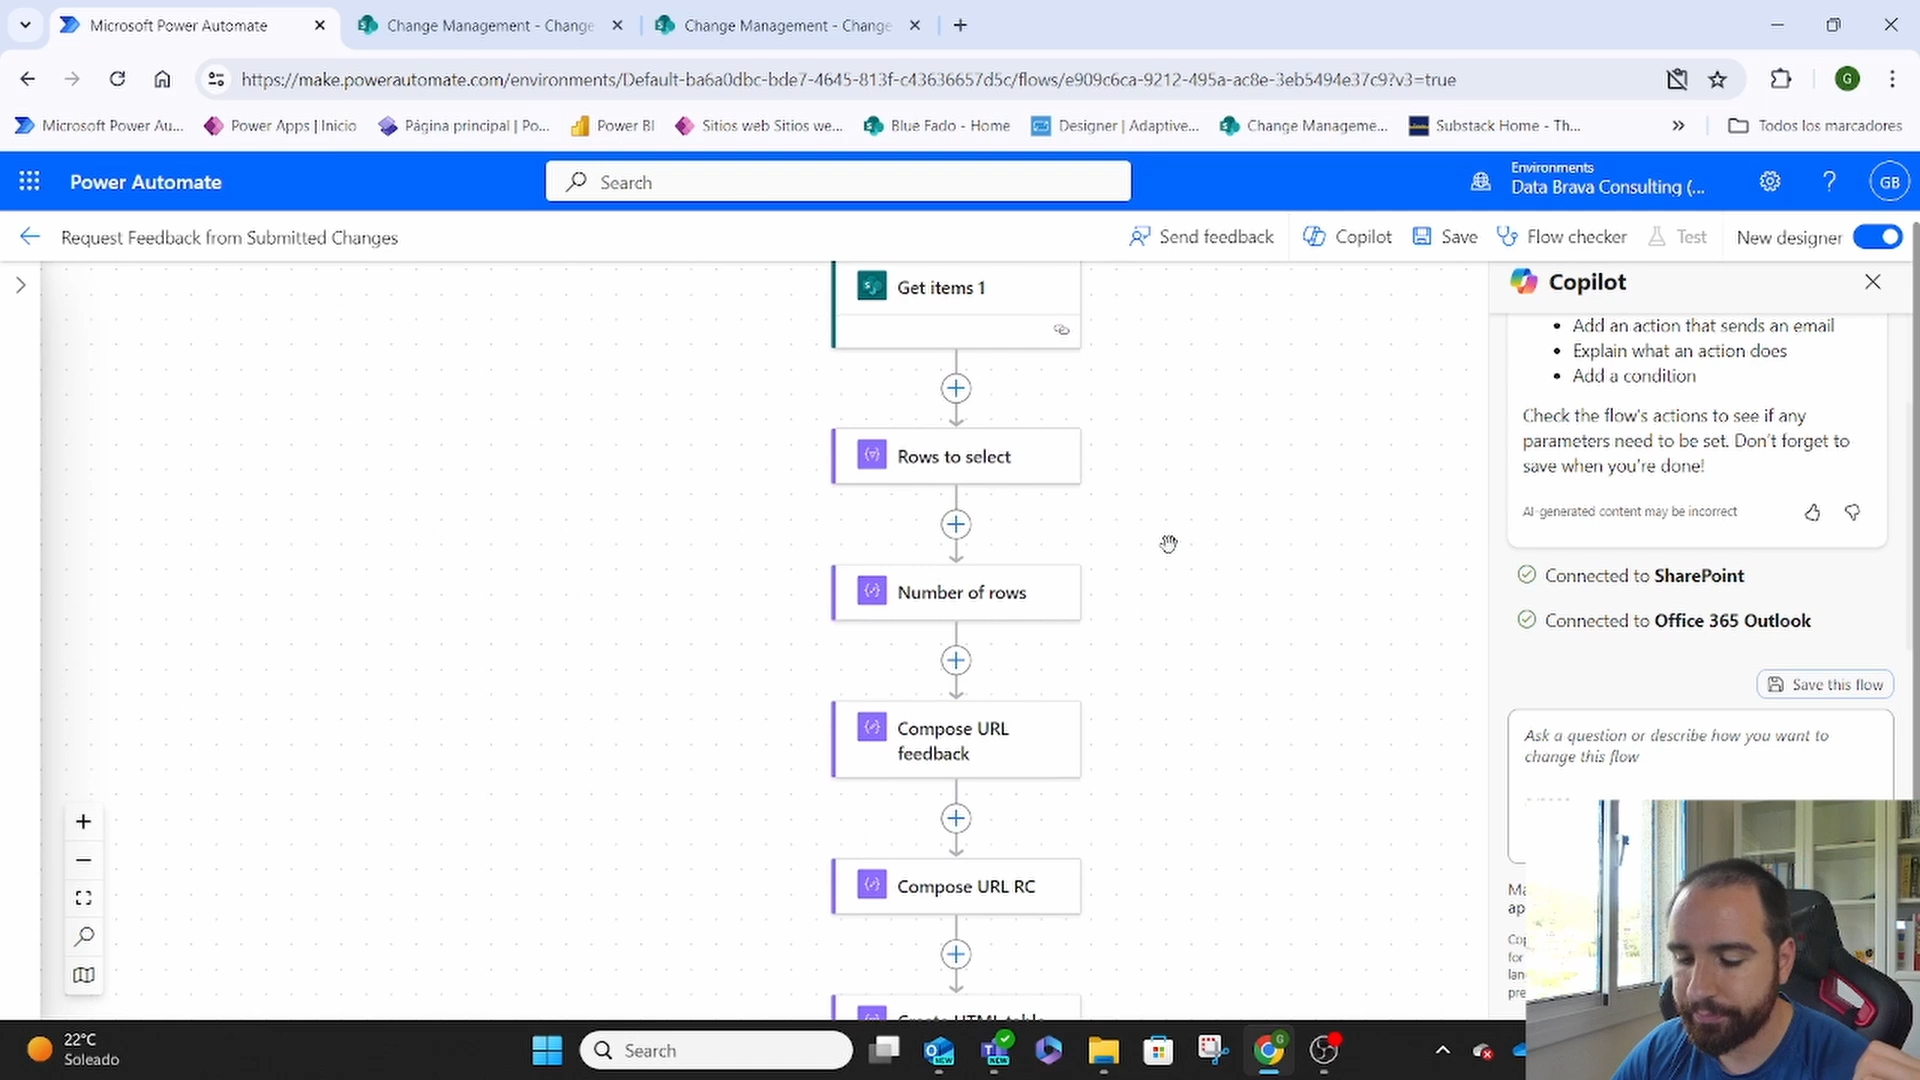 Microsoft Power Automate
Change Management - Change
Change Management - Change
https://make.powerautomate.com/environments/Default-ba6a0dbc-bde7-4645-813f-c43636657d5c/flows/e909c6ca-9212-495a-ac8e-3eb5494e37c9?v3=true
G
Microsoft Power Au...
Power Apps | Inicio
Página principal | Po...
Power BI
Sitios web Sitios we...
Blue Fado - Home
Designer | Adaptive...
Change Manageme...
Substack Home - Th...
Todos los marcadores
Power Automate
Search
Environments
Data Brava Consulting (...
GB
Request Feedback from Submitted Changes
Send feedback
Copilot
Save
Flow checker
Test
New designer
Get items 1
Rows to select
Number of rows
Compose URL
feedback
Compose URL RC
Create HTML table
Copilot
• Add an action that sends an email
• Explain what an action does
• Add a condition
Check the flow's actions to see if any
parameters need to be set. Don't forget to
save when you're done!
AI-generated content may be incorrect
Connected to SharePoint
Connected to Office 365 Outlook
Save this flow
Ask a question or describe how you want to
change this flow
22°C
Soleado
Search